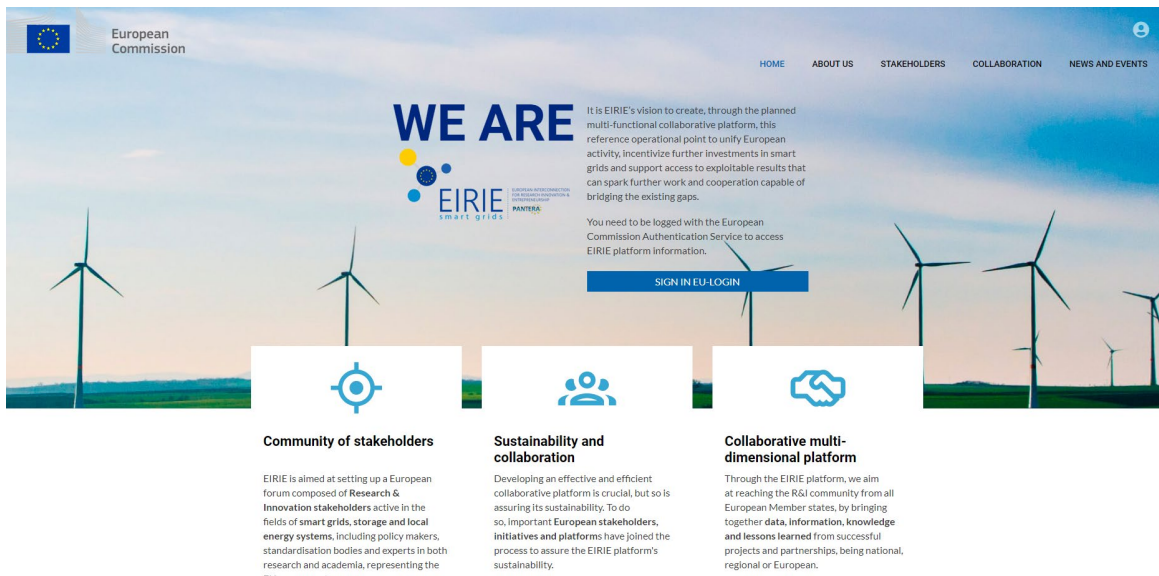 European
Commission
HOME ABOUT US STAKEHOLDERS COLLABORATION NEWS AND EVENTS
WE ARE
EIRIE
smart grids
EUROPEAN INTERCONNECTION
FOR RESEARCH INNOVATION &
ENTREPRENEURSHIP
PANTERA
It is EIRIE's vision to create, through the planned
multi-functional collaborative platform, this
reference operational point to unify European
activity, incentivize further investments in smart
grids and support access to exploitable results that
can spark further work and cooperation capable of
bridging the existing gaps.
You need to be logged with the European
Commission Authentication Service to access
EIRIE platform information.
SIGN IN EU-LOGIN
Community of stakeholders
EIRIE is aimed at setting up a European
forum composed of Research &
Innovation stakeholders active in the
fields of smart grids, storage and local
energy systems, including policy makers,
standardisation bodies and experts in both
research and academia, representing the
Sustainability and
collaboration
Developing an effective and efficient
collaborative platform is crucial, but so is
assuring its sustainability. To do
so, important European stakeholders,
initiatives and platforms have joined the
process to assure the EIRIE platform's
sustainability.
Collaborative multi-
dimensional platform
Through the EIRIE platform, we aim
at reaching the R&I community from all
European Member states, by bringing
together data, information, knowledge
and lessons learned from successful
projects and partnerships, being national,
regional or European.